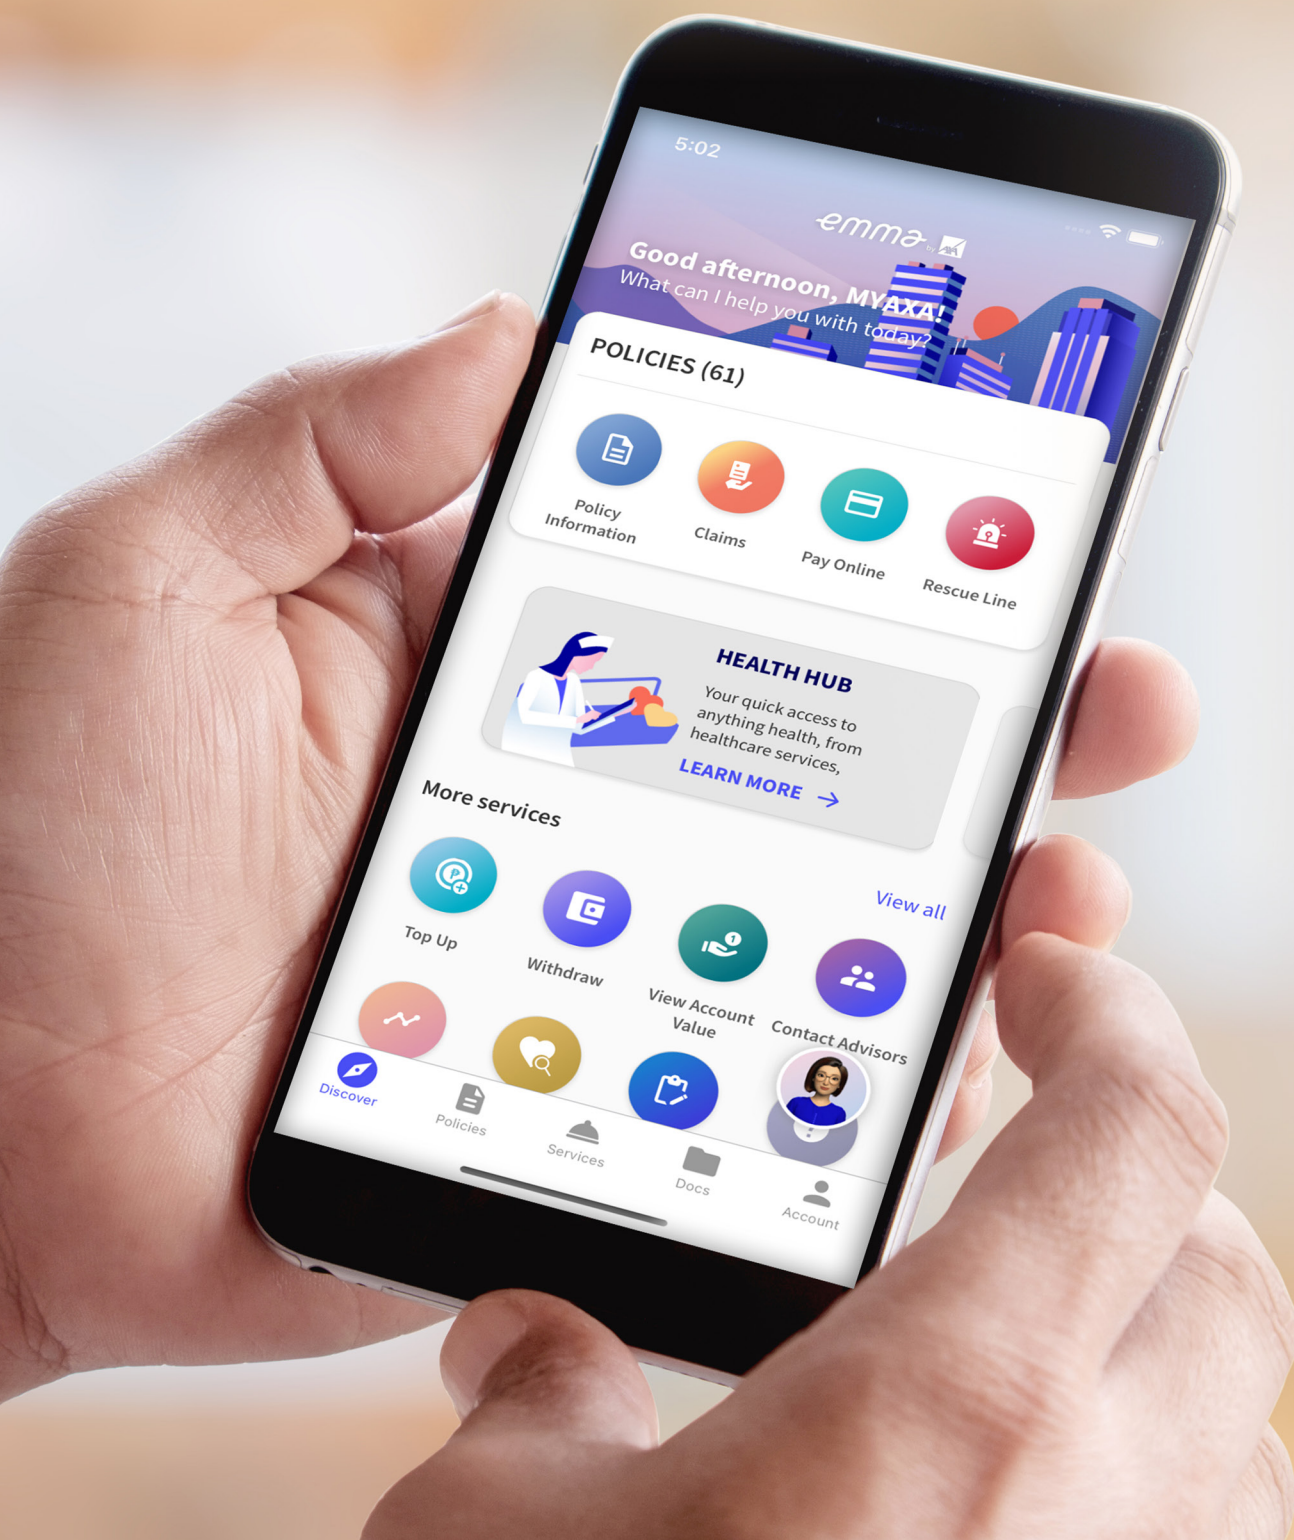 5:02
emma by AXA
Good afternoon, MYAXA!
What can I help you with today?
POLICIES (61)
Policy
Information
Claims
Pay Online
Rescue Line
HEALTH HUB
Your quick access to
anything health, from
healthcare services,
LEARN MORE
More services
View all
Top Up
Withdraw
View Account
Value
Contact Advisors
Discover
Policies
Services
Docs
Account